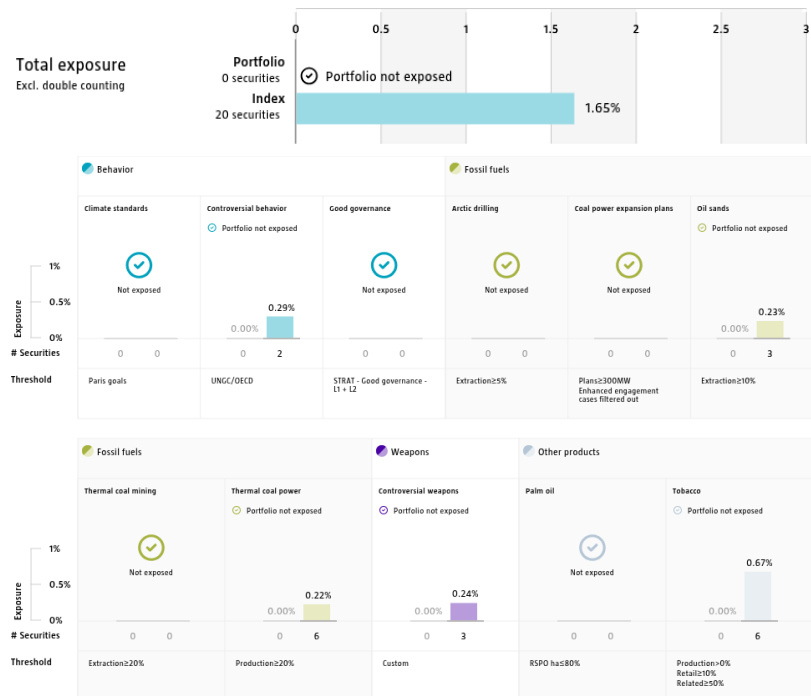 0 0.5 1 1.5 2 2.5 3
Total exposure
Excl. double counting
Portfolio
0 securities
Portfolio not exposed
Index
20 securities
1.65%
Behavior
Fossil fuels
Climate standards
Controversial behavior
Good governance
Arctic drilling
Coal power expansion plans
Oil sands
Portfolio not exposed
Portfolio not exposed
Not exposed
Not exposed
Not exposed
Not exposed
Exposure
1%
0.5%
0%
0.00% 0.29%
0.00% 0.23%
# Securities
0 0
0 2
0 0
0 0
0 0
0 3
Threshold
Paris goals
UNGC/OECD
STRAT - Good governance -
L1 + L2
Extraction≥5%
Plans≥300MW
Enhanced engagement
cases filtered out
Extraction≥10%
Fossil fuels
Weapons
Other products
Thermal coal mining
Thermal coal power
Controversial weapons
Palm oil
Tobacco
Portfolio not exposed
Portfolio not exposed
Portfolio not exposed
Not exposed
Not exposed
Exposure
1%
0.5%
0%
0.00% 0.22%
0.00% 0.24%
0.00% 0.67%
# Securities
0 0
0 6
0 3
0 0
0 6
Threshold
Extraction≥20%
Production≥20%
Custom
RSPO ha≤80%
Production>0%
Retail≥10%
Related≥50%